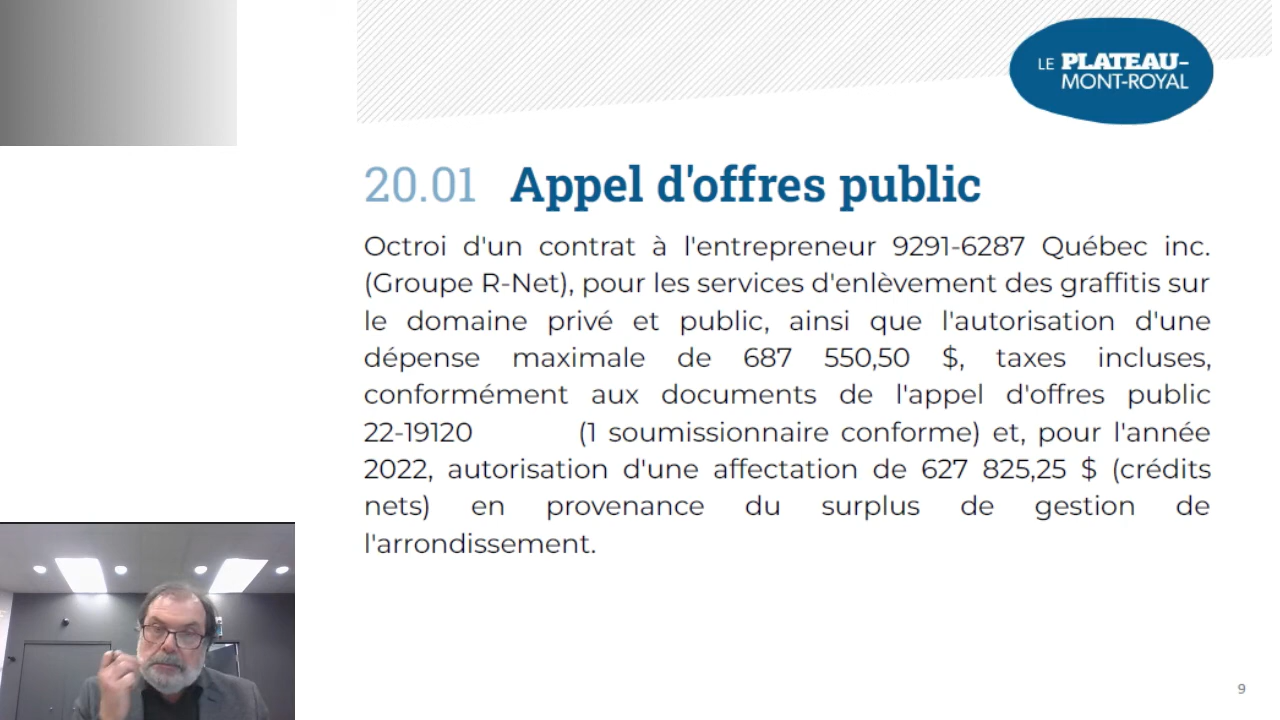 LE PLATEAU-
MONT-ROYAL
20.01 Appel d'offres public
Octroi d'un contrat à l'entrepreneur 9291-6287 Québec inc.
(Groupe R-Net), pour les services d'enlèvement des graffitis sur
le domaine privé et public, ainsi que l'autorisation d'une
dépense maximale de 687 550,50 $, taxes incluses,
conformément aux documents de l'appel d'offres public
22-19120 (1 soumissionnaire conforme) et, pour l'année
2022, autorisation d'une affectation de 627 825,25 $ (crédits
nets) en provenance du surplus de gestion de
l'arrondissement.
9